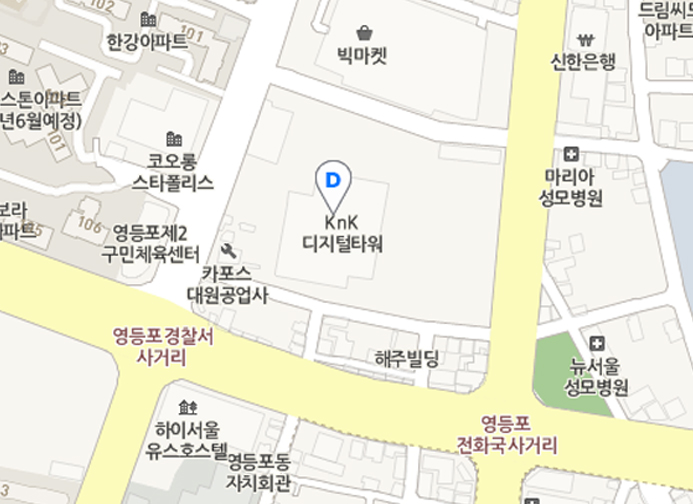 102
한강아파트
101
빅마켓
신한은행
드림씨트
아파트
스톤아파트
년6월예정)
101
코오롱
스타폴리스
마리아
성모병원
D
KnK
디지털타워
보라
아파트
105
106
영등포제2
구민체육센터
카포스
대원공업사
영등포경찰서
사거리
해주빌딩
뉴서울
성모병원
하이서울
유스호스텔
영등포
전화국사거리
영등포동
자치회관